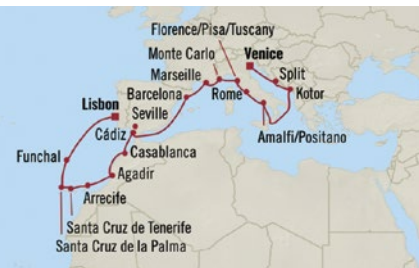 Florence/Pisa/Tuscany
Monte Carlo
Venice
Marseille
Split
Barcelona
Rome
Kotor
Lisbon
Seville
Cádiz
Amalfi/Positano
Casablanca
Funchal
Agadir
Arrecife
Santa Cruz de Tenerife
Santa Cruz de la Palma